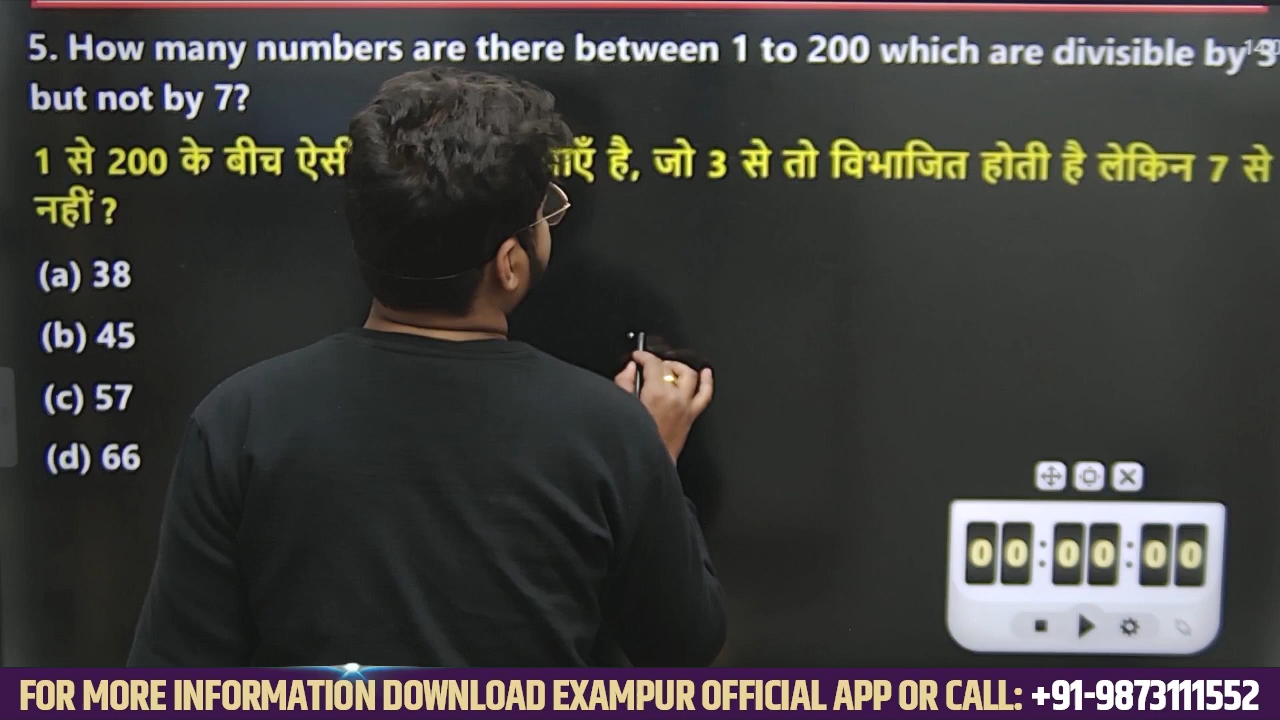 5. How many numbers are there between 1 to 200 which are divisible by 3
but not by 7?
1 से 200 के बीच है, जो 3 से तो विभाजित होती है लेकिन 7 से
नहीं ?
(a) 38
(b) 45
(c) 57
(d) 66
00:00:00
FOR MORE INFORMATION DOWNLOAD EXAMPUR OFFICIAL APP OR CALL: +91-9873111552